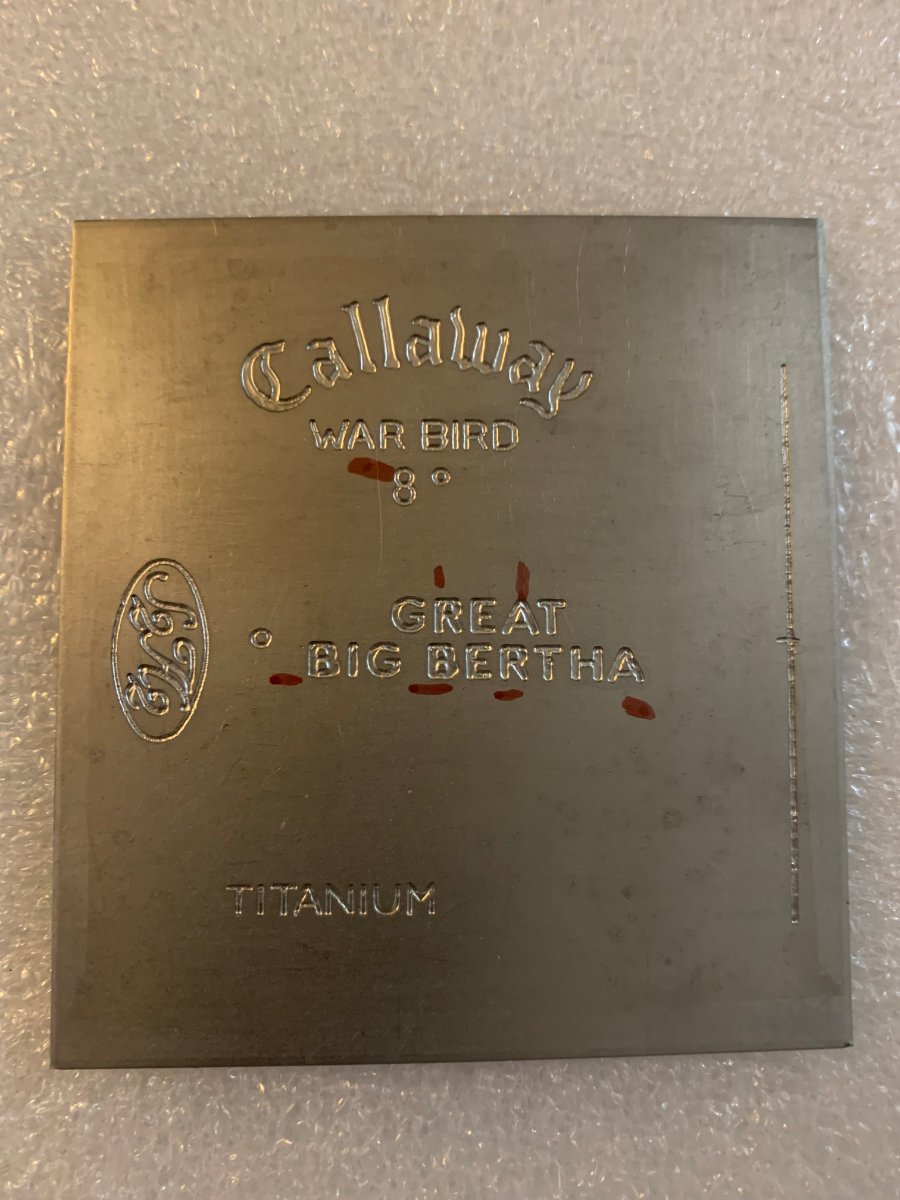 Callaway
WAR BIRD
8°
GREAT
° BIG BERTHA
TITANIUM